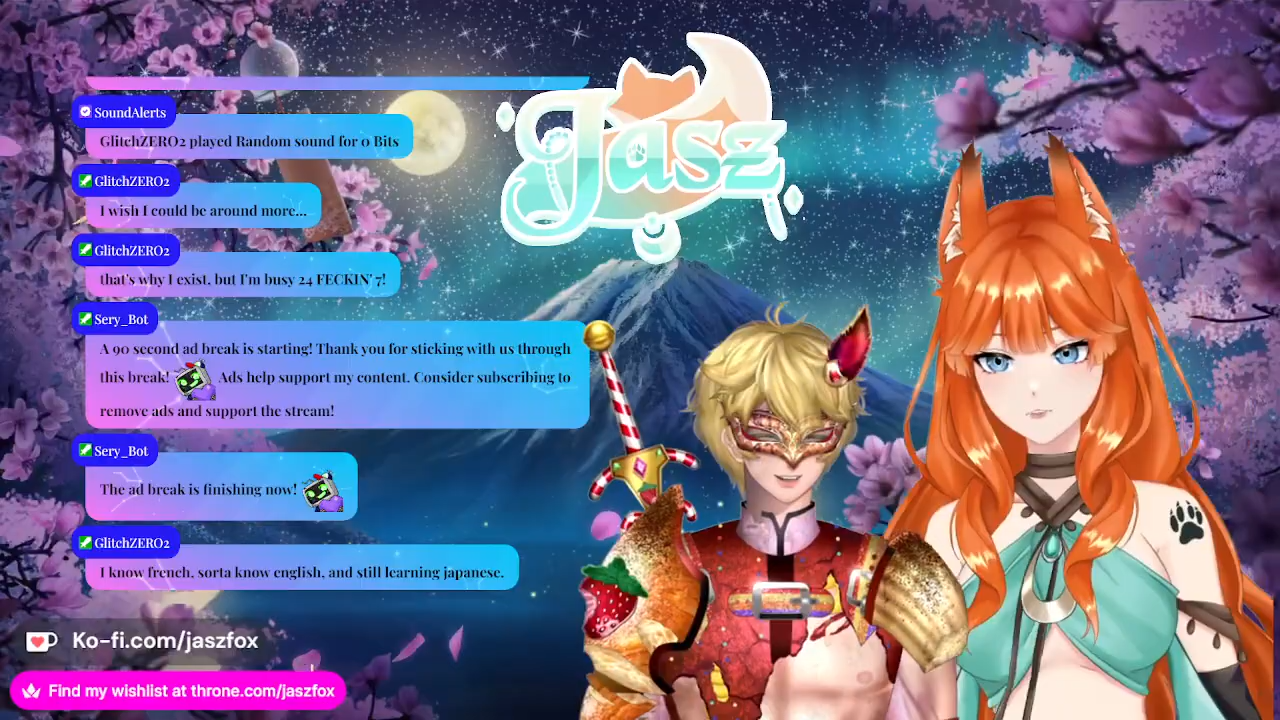 Jasz
SoundAlerts
GlitchZERO2 played Random sound for 0 Bits
GlitchZERO2
I wish I could be around more...
GlitchZERO2
that's why I exist, but I'm busy 24 FECKIN' 7!
Sery_Bot
A 90 second ad break is starting! Thank you for sticking with us through
this break! Ads help support my content. Consider subscribing to
remove ads and support the stream!
Sery_Bot
The ad break is finishing now!
GlitchZERO2
I know french, sorta know english, and still learning japanese.
Ko-fi.com/jaszfox
Find my wishlist at throne.com/jaszfox